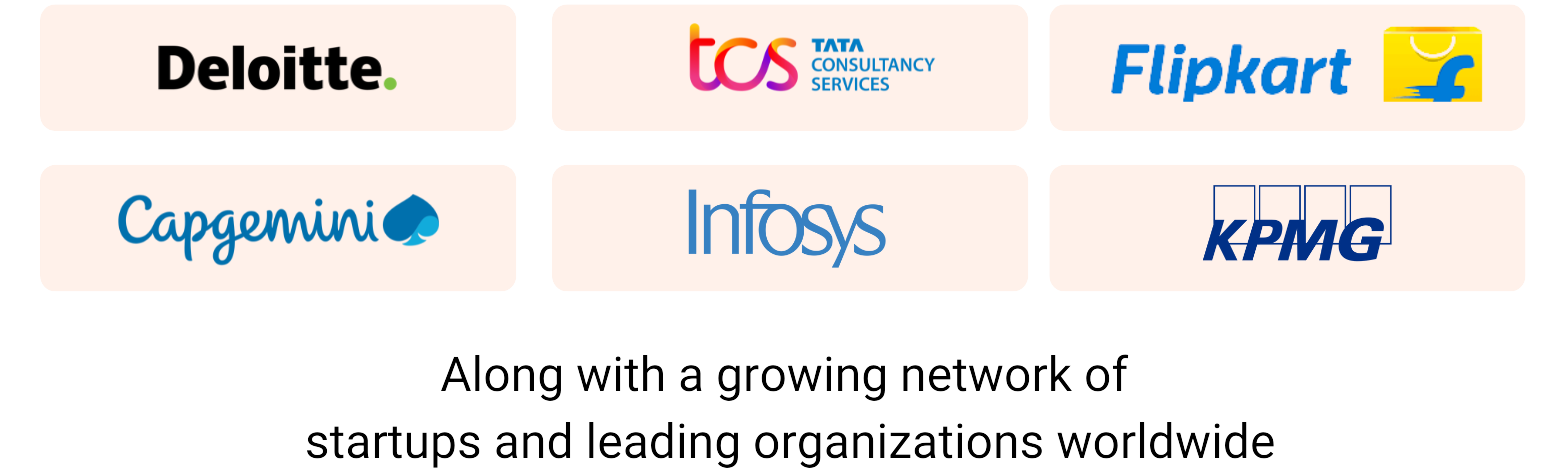 Deloitte.
tcs TATA
CONSULTANCY
SERVICES
Flipkart
Capgemini
Infosys
KPMG
Along with a growing network of
startups and leading organizations worldwide